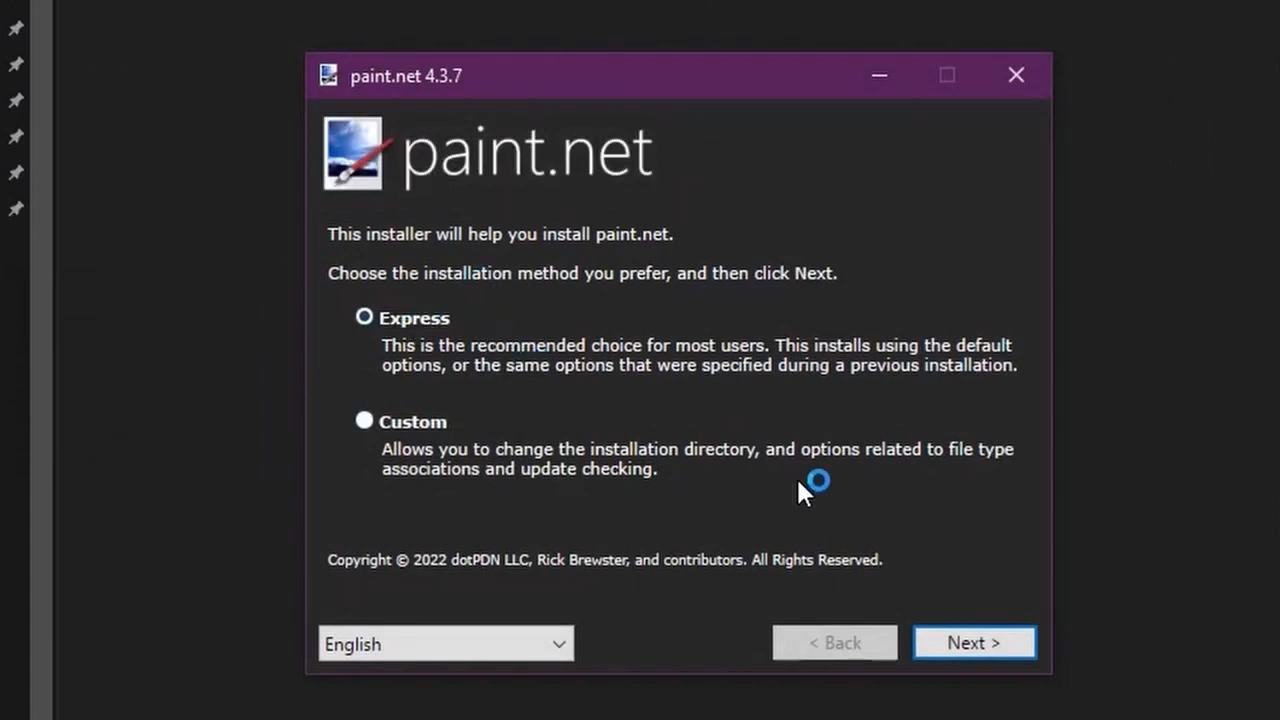 paint.net 4.3.7
paint.net
This installer will help you install paint.net.
Choose the installation method you prefer, and then click Next.
Express
This is the recommended choice for most users. This installs using the default
options, or the same options that were specified during a previous installation.
Custom
Allows you to change the installation directory, and options related to file type
associations and update checking.
Copyright © 2022 dotPDN LLC, Rick Brewster, and contributors. All Rights Reserved.
English
< Back
Next >